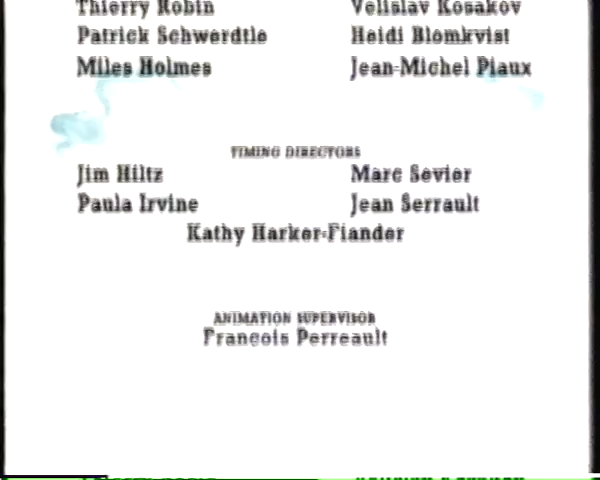 Thierry Robin Velislav Kosakov
Patrick Schwerdtle Heidi Blomkvist
Miles Holmes Jean-Michel Piaux
TIMING DIRECTORS
Jim Hiltz Marc Sevier
Paula Irvine Jean Serrault
Kathy Harker-Fiander
ANIMATION SUPERVISOR
Francois Perreault